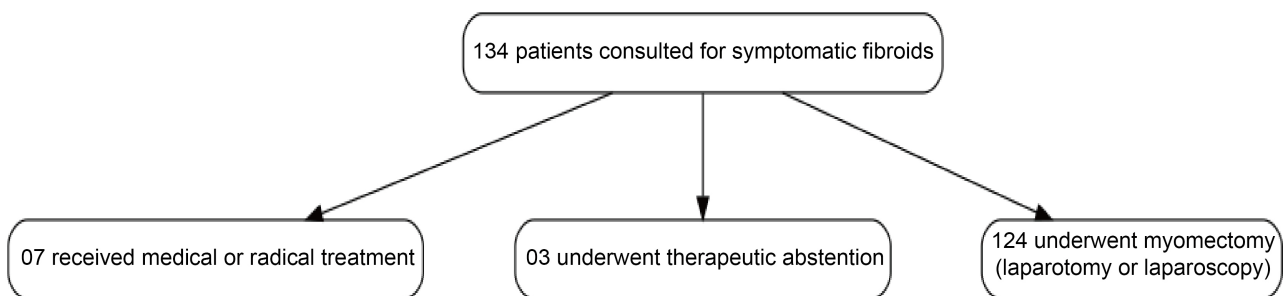 134 patients consulted for symptomatic fibroids
07 received medical or radical treatment
03 underwent therapeutic abstention
124 underwent myomectomy
(laparotomy or laparoscopy)